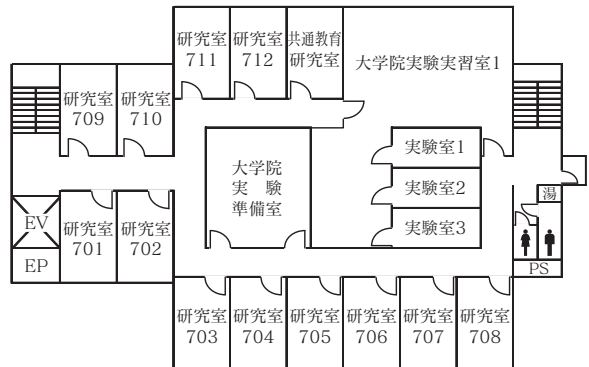 研究室
711
研究室
712
共通教育
研究室
大学院実験実習室1
研究室
709
研究室
710
大学院
実験
準備室
実験室1
実験室2
実験室3
湯
EV
EP
研究室
701
研究室
702
PS
研究室
703
研究室
704
研究室
705
研究室
706
研究室
707
研究室
708